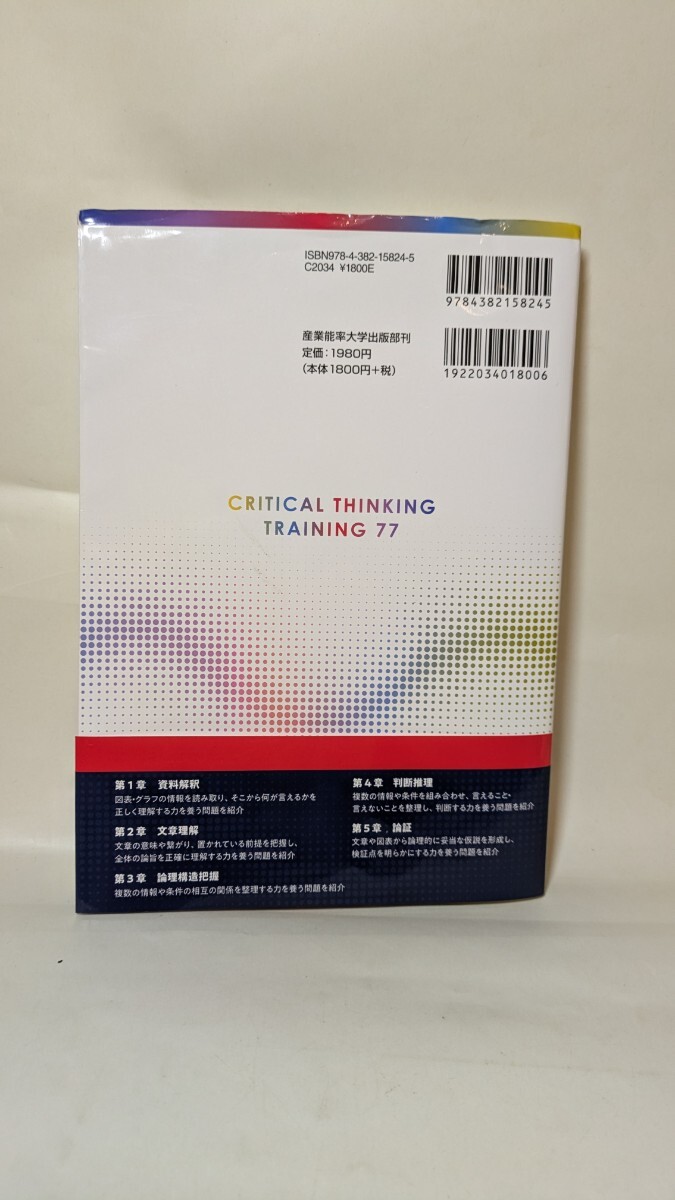 ISBN978-4-382-15824-5
C2034 ¥1800E
9784382158245
産業能率大学出版部刊
定価:1980円
(本体1800円+税)
1922034018006
CRITICAL THINKING
TRAINING 77
第1章 資料解釈
図表・グラフの情報を読み取り、そこから何が言えるかを
正しく理解する力を養う問題を紹介
第2章 文章理解
文章の意味や繋がり、置かれている前提を把握し、
全体の論旨を正確に理解する力を養う問題を紹介
第3章 論理構造把握
複数の情報や条件の相互の関係を整理する力を養う問題を紹介
第4章 判断推理
複数の情報や条件を組み合わせ、言えること・
言えないことを整理し、判断する力を養う問題を紹介
第5章 論証
文章や図表から論理的に妥当な仮説を形成し、
検証点を明らかにする力を養う問題を紹介